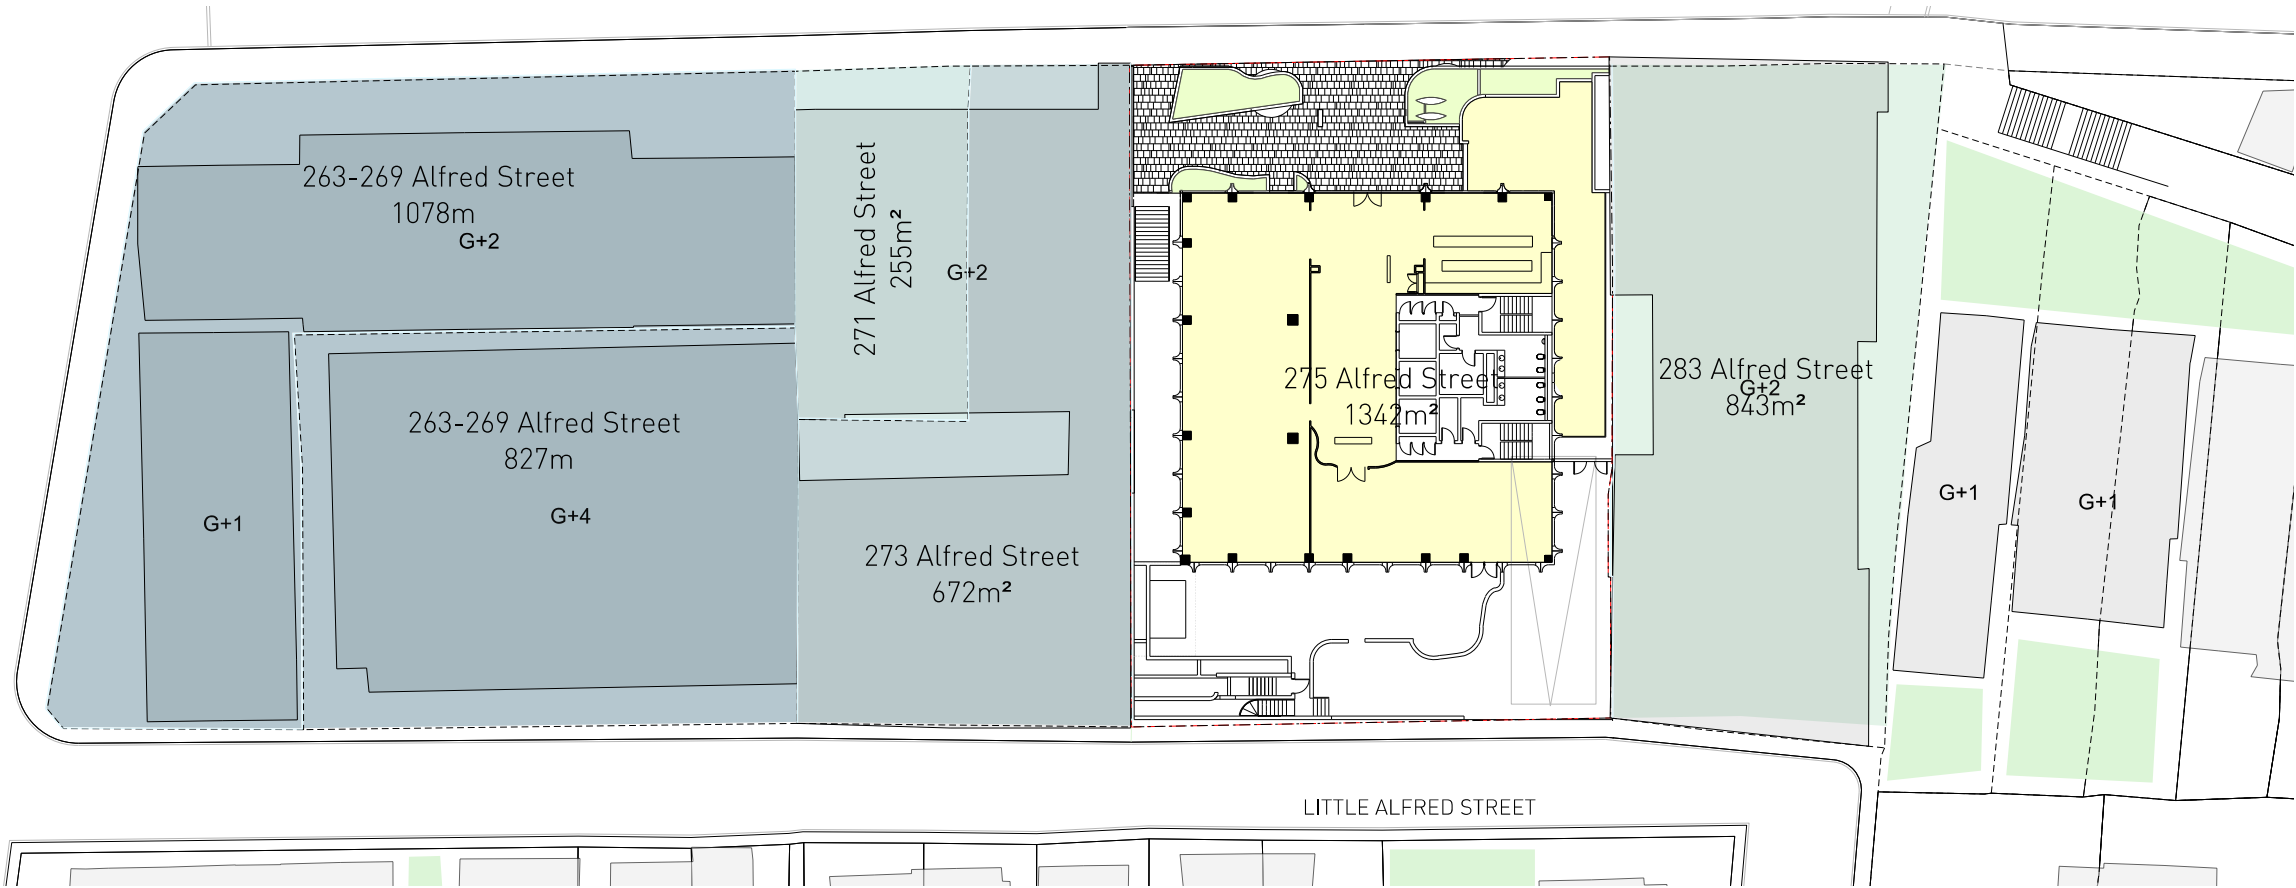 263-269 Alfred Street
1078m
G+2
271 Alfred Street
255m²
G+2
275 Alfred Street
1342m²
283 Alfred Street
G+2
843m²
263-269 Alfred Street
827m
G+4
G+1
273 Alfred Street
672m²
G+1
G+1
LITTLE ALFRED STREET